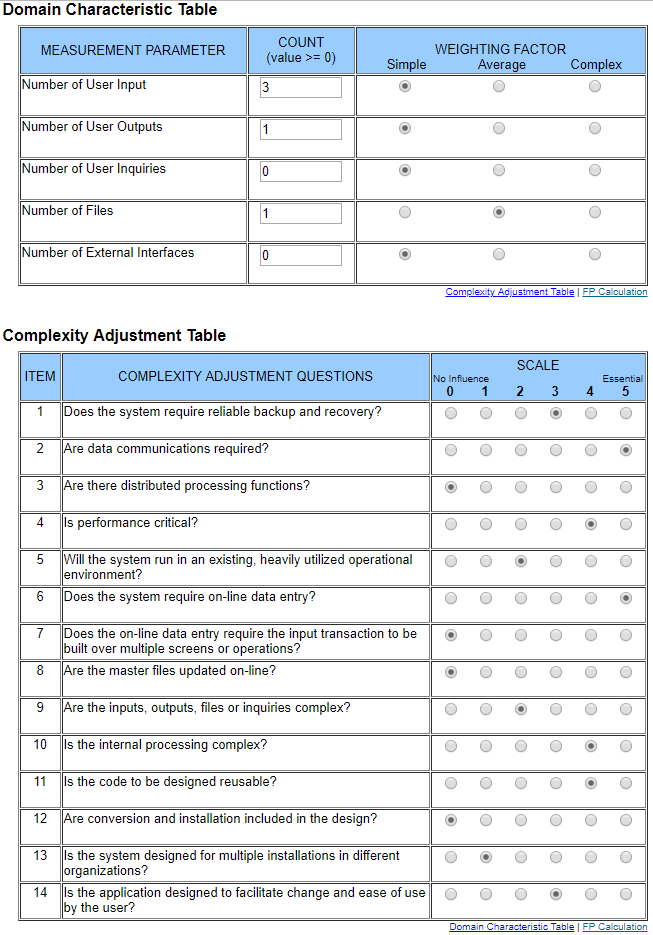 Domain Characteristic Table
MEASUREMENT PARAMETER
COUNT
(value >= 0)
WEIGHTING FACTOR
Simple Average Complex
Number of User Input 3
Number of User Outputs 1
Number of User Inquiries 0
Number of Files 1
Number of External Interfaces 0
Complexity Adjustment Table | FP Calculation
Complexity Adjustment Table
ITEM
COMPLEXITY ADJUSTMENT QUESTIONS
SCALE
No Influence Essential
0 1 2 3 4 5
1 Does the system require reliable backup and recovery?
2 Are data communications required?
3 Are there distributed processing functions?
4 Is performance critical?
5 Will the system run in an existing, heavily utilized operational
environment?
6 Does the system require on-line data entry?
7 Does the on-line data entry require the input transaction to be
built over multiple screens or operations?
8 Are the master files updated on-line?
9 Are the inputs, outputs, files or inquiries complex?
10 Is the internal processing complex?
11 Is the code to be designed reusable?
12 Are conversion and installation included in the design?
13 Is the system designed for multiple installations in different
organizations?
14 Is the application designed to facilitate change and ease of use
by the user?
Domain Characteristic Table | FP Calculation